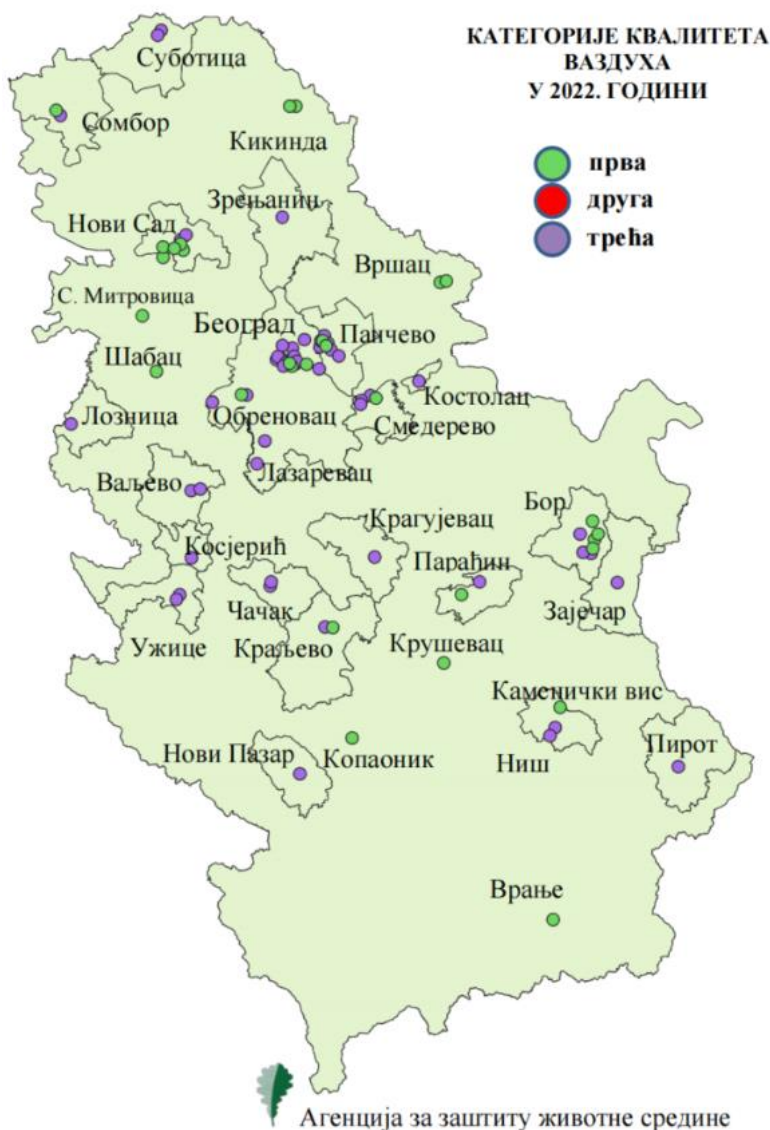 КАТЕГОРИЈЕ КВАЛИТЕТА
ВАЗДУХА
У 2022. ГОДИНИ
прва
друга
трећа
Суботица
Сомбор
Кикинда
Зрењанин
Нови Сад
Вршац
С. Митровица
Београд
Панчево
Шабац
Костолац
Лозница
Обреновац
Смедерево
Лазаревац
Ваљево
Бор
Крагујевац
Косјерић
Параћин
Чачак
Зајечар
Ужице
Краљево
Крушевац
Каменички вис
Нови Пазар
Копаоник
Ниш
Пирот
Врање
Агенција за заштиту животне средине